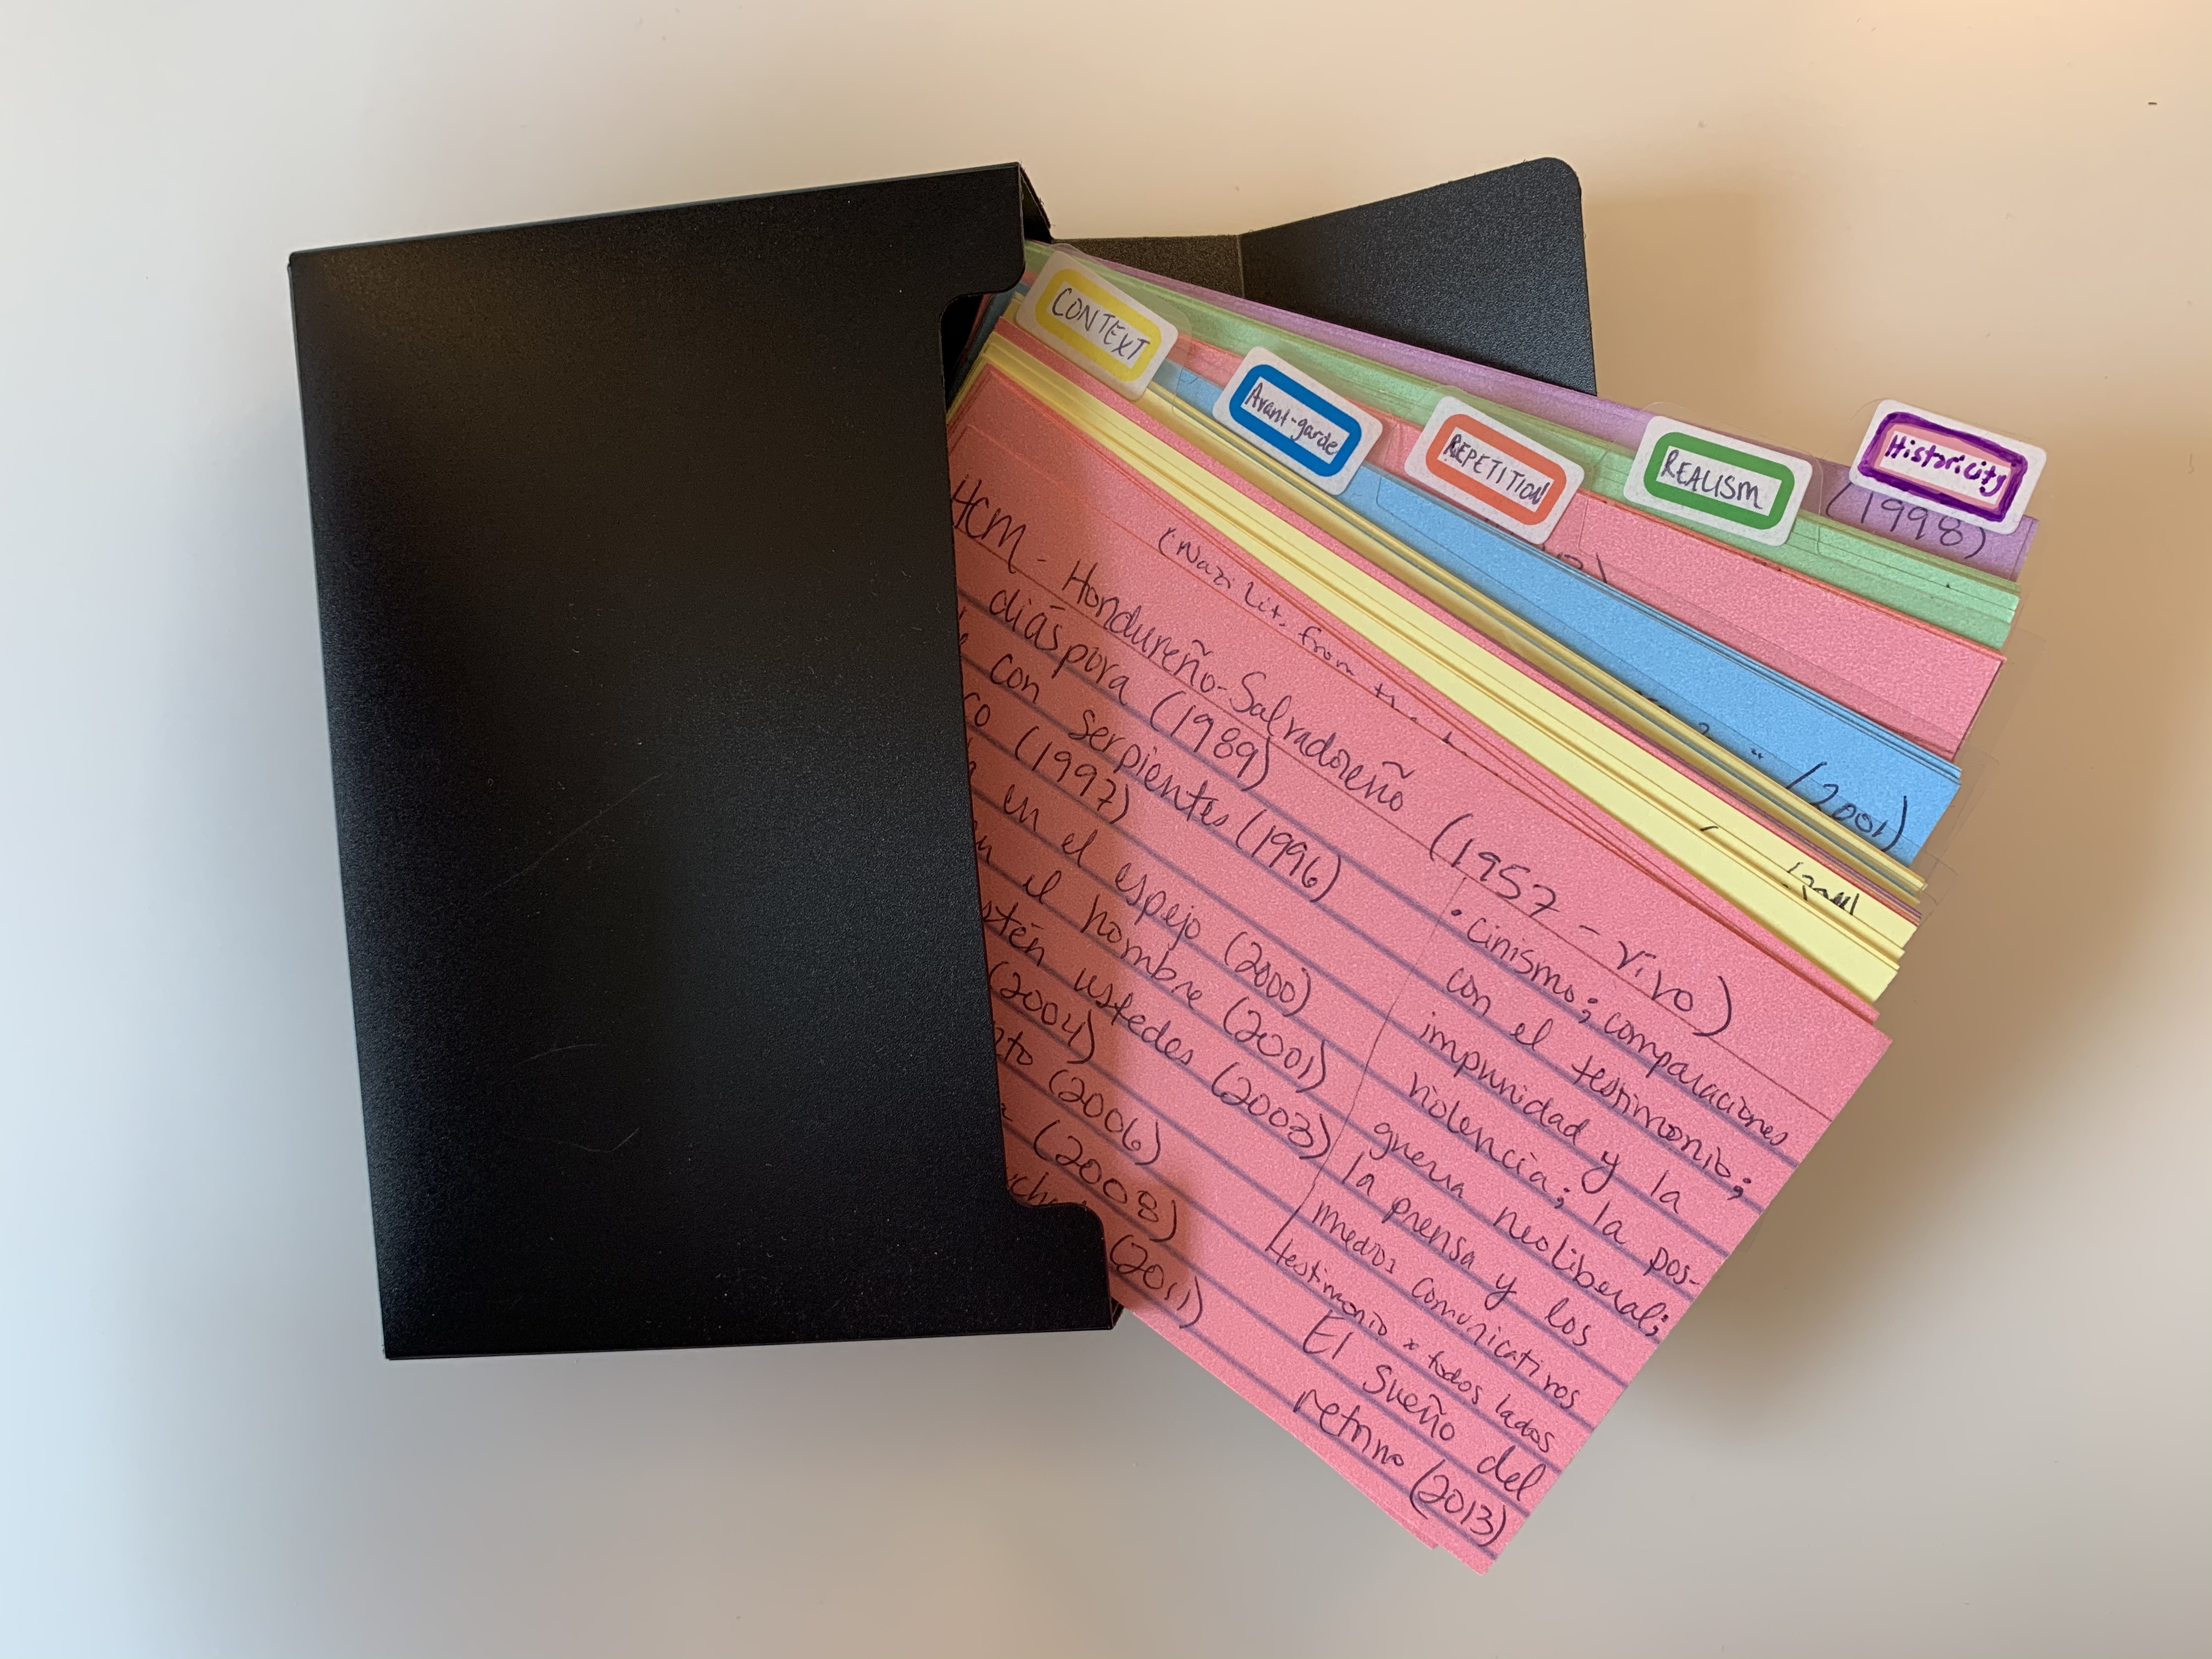 CONTEXT
Avant-garde
REPETITION
REALISM
Historicity
(1998)
(2001)
(Nazi Lit. from
HCM - Hondureño-Salvadoreño (1957 - vivo)
diáspora (1989)
con serpientes (1996)
co (1997)
en el espejo (2000)
el hombre (2001)
stén ustedes (2003)
(2004)
nto (2006)
(2008)
(2011)
• cinismo; comparaciones
con el testimonio;
impunidad y la
violencia; la pos-
guerra neoliberal;
la prensa y los
medios comunicativos
testimonio x todos lados
El sueño del
retorno (2013)